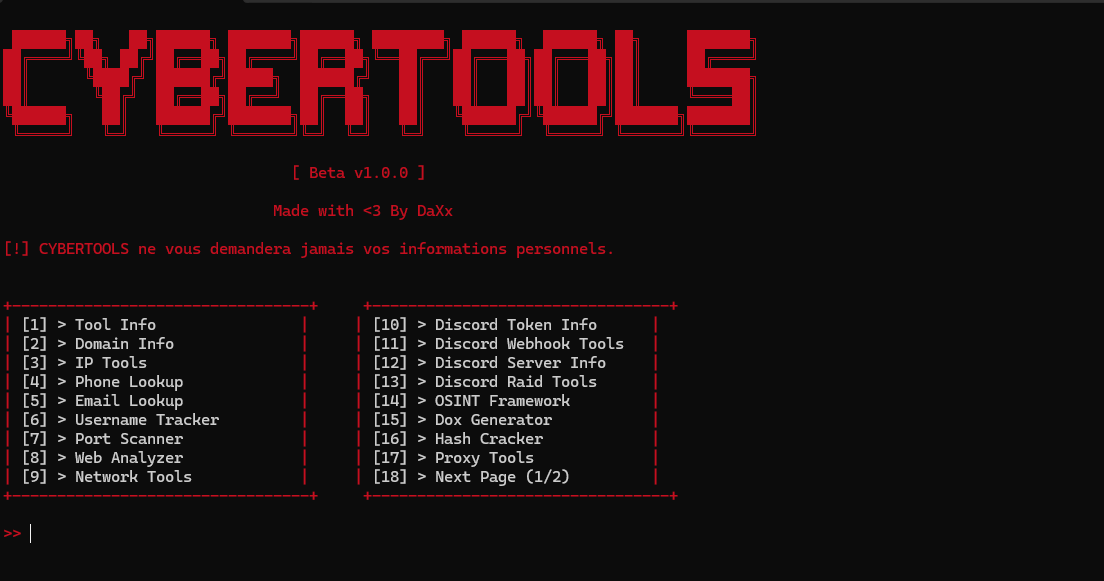 CYBERTOOLS
[ Beta v1.0.0 ]
Made with <3 By DaXx
[!] CYBERTOOLS ne vous demandera jamais vos informations personnels.
[1] > Tool Info
[2] > Domain Info
[3] > IP Tools
[4] > Phone Lookup
[5] > Email Lookup
[6] > Username Tracker
[7] > Port Scanner
[8] > Web Analyzer
[9] > Network Tools
[10] > Discord Token Info
[11] > Discord Webhook Tools
[12] > Discord Server Info
[13] > Discord Raid Tools
[14] > OSINT Framework
[15] > Dox Generator
[16] > Hash Cracker
[17] > Proxy Tools
[18] > Next Page (1/2)
>>